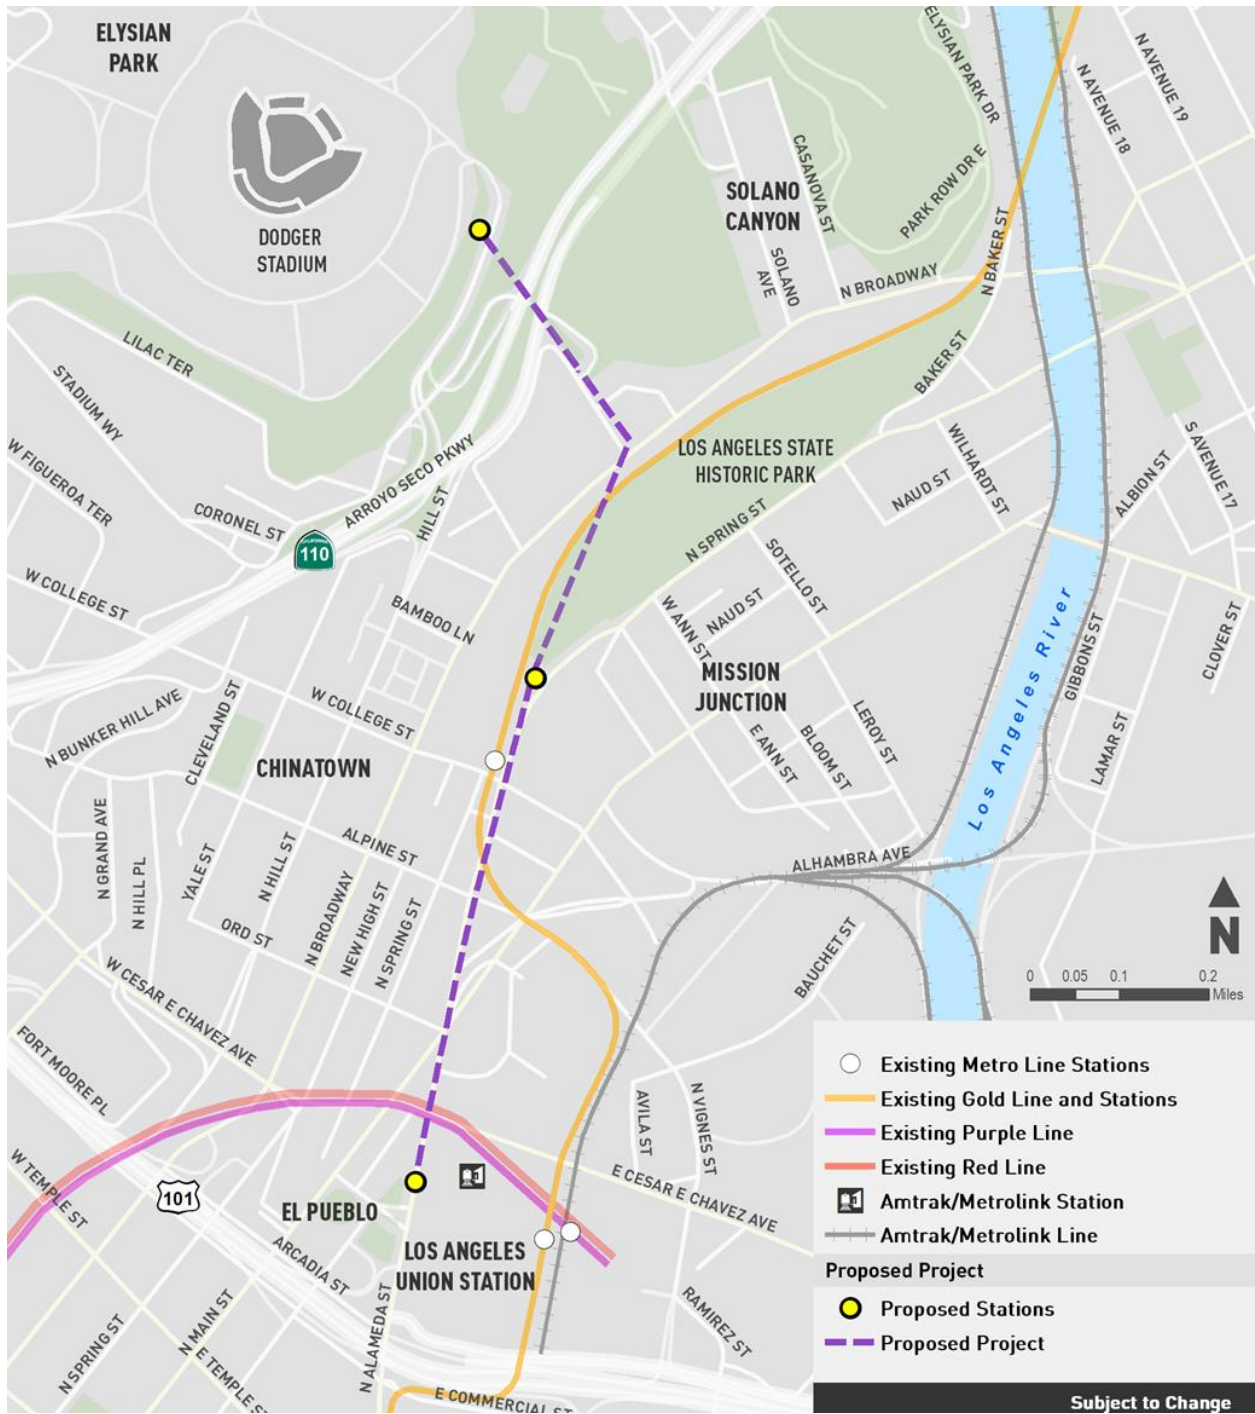 ELYSIAN
PARK
ELYSIAN PARK DR
N AVENUE 19
N AVENUE 18
CASANOVA ST
PARK ROW DR E
SOLANO
CANYON
DODGER
STADIUM
SOLANO
AVE
N BROADWAY
N BAKER ST
LILAC TER
STADIUM WY
BAKER ST
W FIGUEROA TER
ARROYO SECO PKWY
LOS ANGELES STATE
HISTORIC PARK
WILHARDT ST
S AVENUE 17
ALBION ST
NAUD ST
CORONEL ST
HILL ST
CALIFORNIA
110
N SPRING ST
SOTELLO ST
W COLLEGE ST
BAMBOO LN
W ANN ST
NAUD ST
Los Angeles River
GIBBONS ST
CLOVER ST
MISSION
JUNCTION
N BUNKER HILL AVE
CLEVELAND ST
W COLLEGE ST
LEROY ST
BLOOM ST
E ANN ST
LAMAR ST
CHINATOWN
N GRAND AVE
N HILL PL
YALE ST
N HILL ST
ALPINE ST
ALHAMBRA AVE
ORD ST
N BROADWAY
NEW HIGH ST
N SPRING ST
BAUCHET ST
N
0 0.05 0.1 0.2
Miles
W CESAR E CHAVEZ AVE
FORT MOORE PL
AVILA ST
N VIGNES ST
W TEMPLE ST
101
E CESAR E CHAVEZ AVE
EL PUEBLO
ARCADIA ST
LOS ANGELES
UNION STATION
N ALAMEDA ST
RAMIREZ ST
N SPRING ST
N MAIN ST
E TEMPLE ST
E COMMERCIAL ST
Existing Metro Line Stations
Existing Gold Line and Stations
Existing Purple Line
Existing Red Line
Amtrak/Metrolink Station
Amtrak/Metrolink Line
Proposed Project
Proposed Stations
Proposed Project
Subject to Change